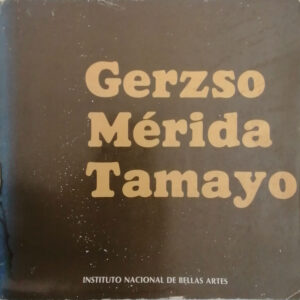 Gerzso
Mérida
Tamayo
INSTITUTO NACIONAL DE BELLAS ARTES